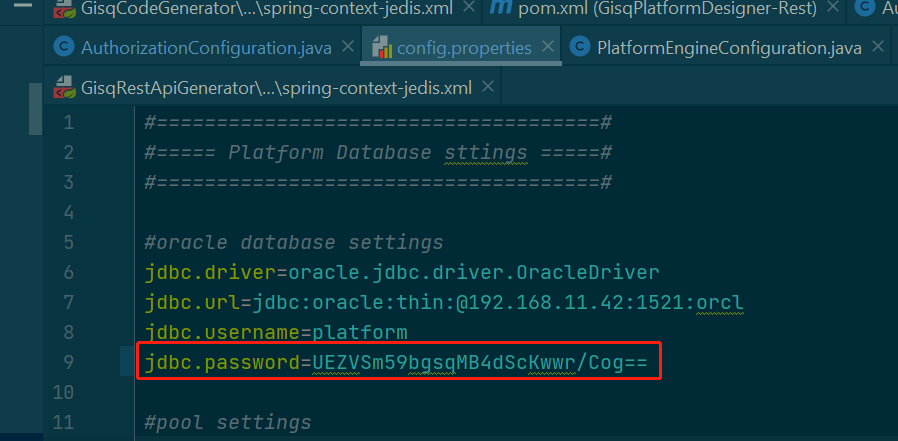 GisqCodeGenerator\...\spring-context-jedis.xml pom.xml (GisqPlatformDesigner-Rest) Au
AuthorizationConfiguration.java config.properties PlatformEngineConfiguration.java
GisqRestApiGenerator\...\spring-context-jedis.xml
1 #=====================================#
2 #===== Platform Database sttings =====#
3 #=====================================#
4
5 #oracle database settings
6 jdbc.driver=oracle.jdbc.driver.OracleDriver
7 jdbc.url=jdbc:oracle:thin:@192.168.11.42:1521:orcl
8 jdbc.username=platform
9 jdbc.password=UEZVSm59bgsqMB4dScKwwr/Cog==
10
11 #pool settings